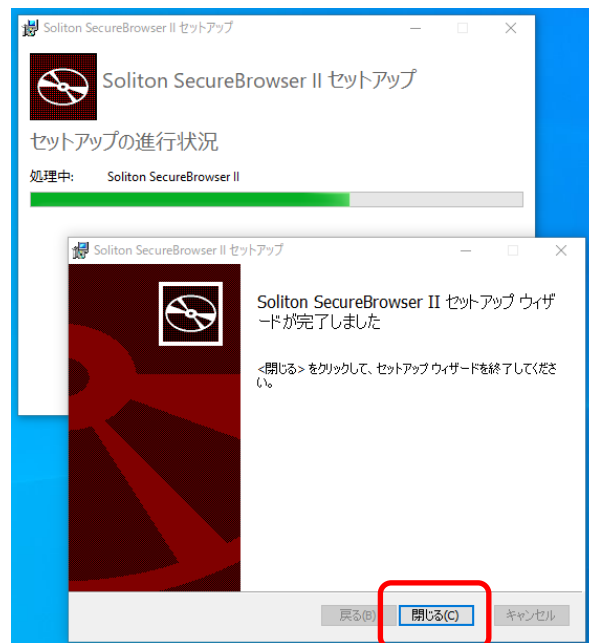 Soliton SecureBrowser II セットアップ
Soliton SecureBrowser II セットアップ
セットアップの進行状況
処理中: Soliton SecureBrowser II
Soliton SecureBrowser II セットアップ
Soliton SecureBrowser II セットアップ ウィザ
ードが完了しました
<閉じる> をクリックして、セットアップ ウィザードを終了してくださ
い。
戻る(B) 閉じる(C) キャンセル